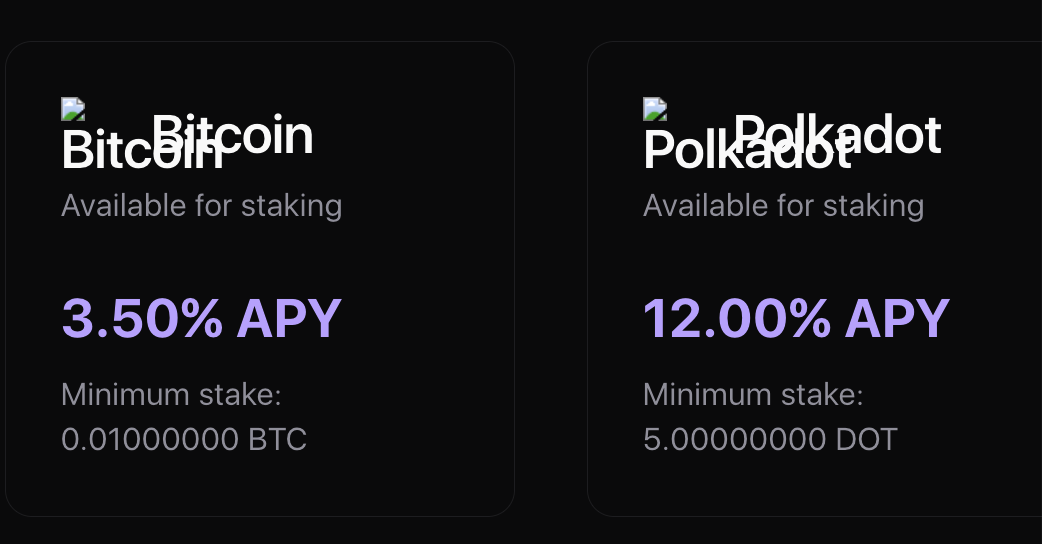 Bitcoin
Bitcoin
Available for staking
3.50% APY
Minimum stake:
0.01000000 BTC
Polkadot
Polkadot
Available for staking
12.00% APY
Minimum stake:
5.00000000 DOT